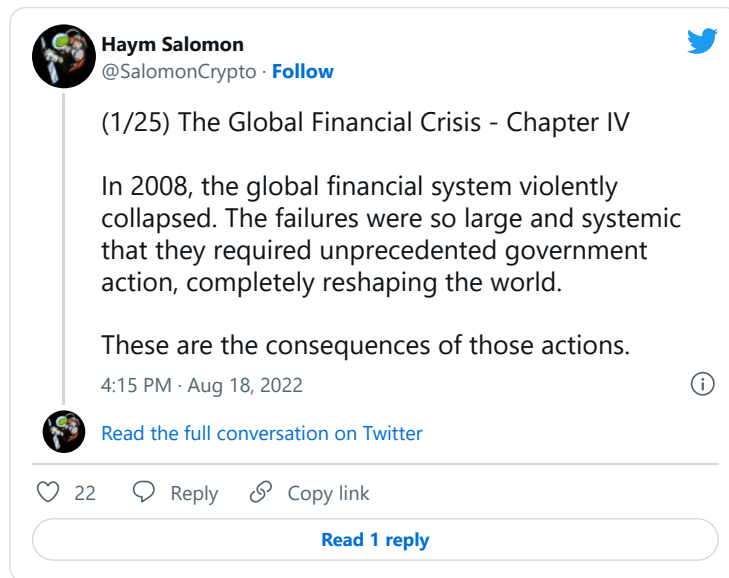 Haym Salomon
@SalomonCrypto · Follow
(1/25) The Global Financial Crisis - Chapter IV
In 2008, the global financial system violently
collapsed. The failures were so large and systemic
that they required unprecedented government
action, completely reshaping the world.
These are the consequences of those actions.
4:15 PM · Aug 18, 2022
Read the full conversation on Twitter
22 Reply Copy link
Read 1 reply